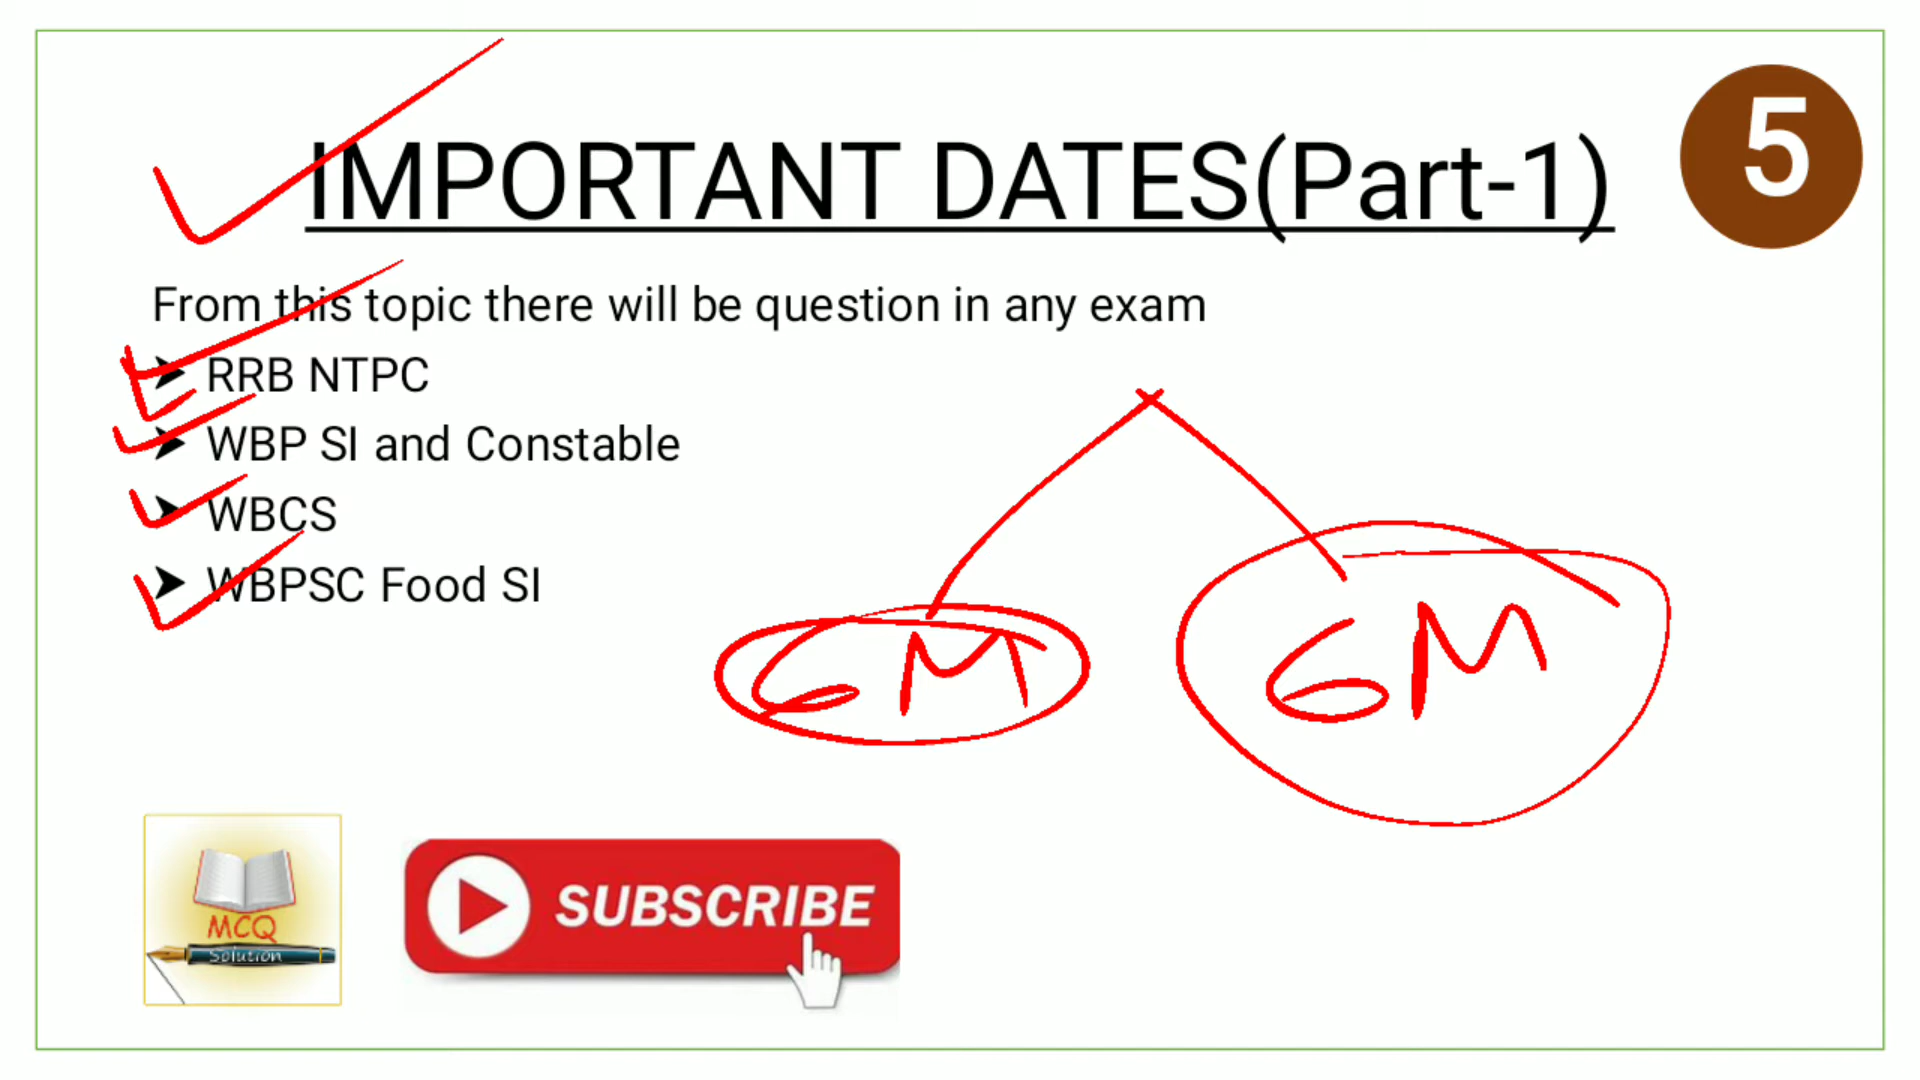 IMPORTANT DATES(Part-1)
5
From this topic there will be question in any exam
➤ RRB NTPC
➤ WBP SI and Constable
➤ WBCS
➤ WBPSC Food SI
6M
6M
MCQ
Solution
SUBSCRIBE